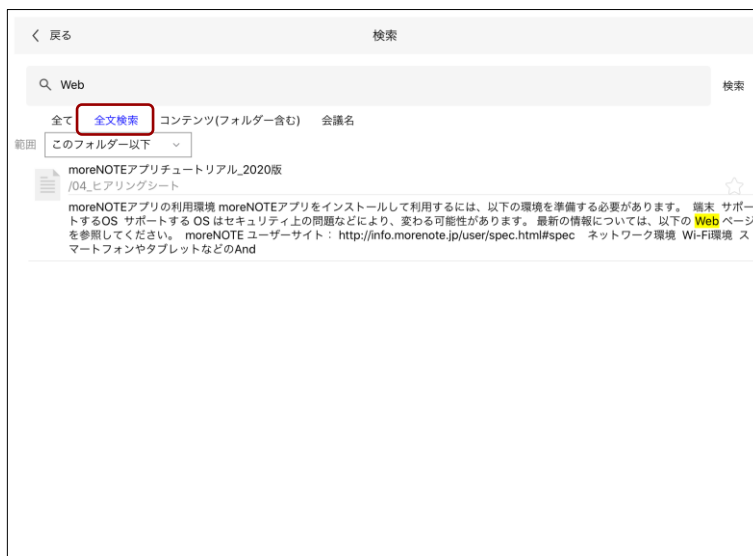 戻る 検索
Web 検索
全て 全文検索 コンテンツ(フォルダー含む) 会議名
範囲 このフォルダー以下
moreNOTEアプリチュートリアル_2020版
/04_ヒアリングシート
moreNOTEアプリの利用環境 moreNOTEアプリをインストールして利用するには、以下の環境を準備する必要があります。 端末 サポー
トするOS サポートする OS はセキュリティ上の問題などにより、変わる可能性があります。 最新の情報については、以下の Web ページ
を参照してください。 moreNOTE ユーザーサイト： http://info.morenote.jp/user/spec.html#spec ネットワーク環境 Wi-Fi環境 ス
マートフォンやタブレットなどのAnd